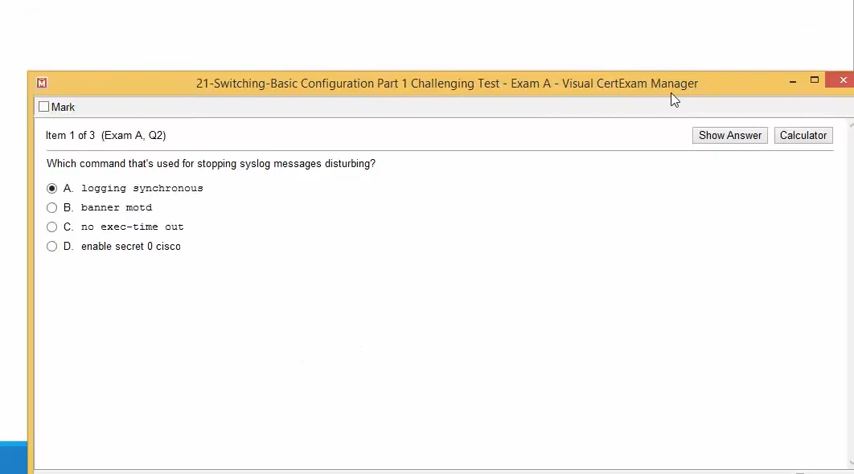 21-Switching-Basic Configuration Part 1 Challenging Test - Exam A - Visual CertExam Manager
Mark
Item 1 of 3 (Exam A, Q2)
Show Answer
Calculator
Which command that's used for stopping syslog messages disturbing?
A. logging synchronous
B. banner motd
C. no exec-time out
D. enable secret 0 cisco